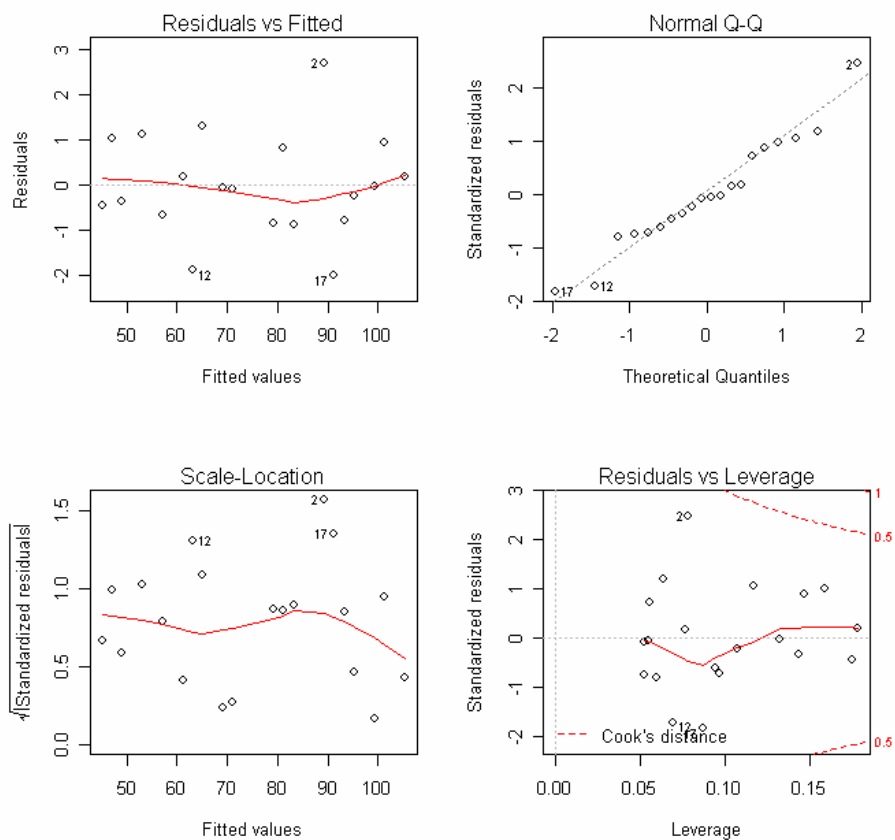 Residuals vs Fitted
Residuals
3
2
1
0
-1
-2
2
12
17
50 60 70 80 90 100
Fitted values
Normal Q-Q
Standardized residuals
2
1
0
-1
-2
2
17
12
-2 -1 0 1 2
Theoretical Quantiles
Scale-Location
√|Standardized residuals|
1.5
1.0
0.5
0.0
2
12
17
50 60 70 80 90 100
Fitted values
Residuals vs Leverage
Standardized residuals
3
2
1
0
-1
-2
2
12
17
1
0.5
0.5
Cook's distance
0.00 0.05 0.10 0.15
Leverage